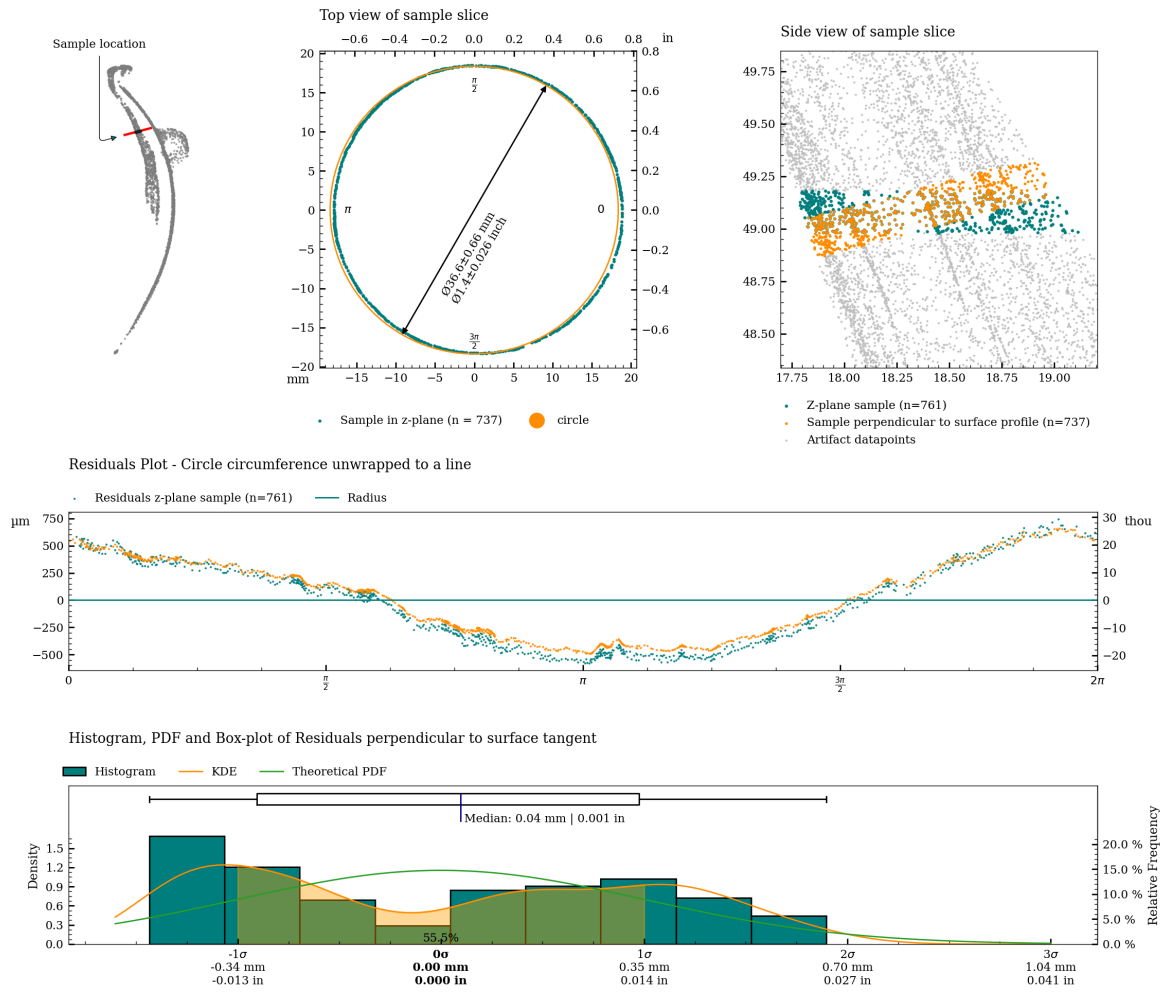 Sample location
Top view of sample slice
−0.6 −0.4 −0.2 0.0 0.2 0.4 0.6 0.8 in
20 15 10 5 0 −5 −10 −15 −20
mm
0.8 0.6 0.4 0.2 0.0 −0.2 −0.4 −0.6
π/2
π
0
3π/2
Ø36.6±0.66 mm
Ø1.4±0.026 inch
−15 −10 −5 0 5 10 15 20
Sample in z-plane (n = 737) circle
Side view of sample slice
49.75
49.50
49.25
49.00
48.75
48.50
17.75 18.00 18.25 18.50 18.75 19.00
Z-plane sample (n=761)
Sample perpendicular to surface profile (n=737)
Artifact datapoints
Residuals Plot - Circle circumference unwrapped to a line
Residuals z-plane sample (n=761) Radius
µm
750
500
250
0
−250
−500
thou
30
20
10
0
−10
−20
0 π/2 π 3π/2 2π
Histogram, PDF and Box-plot of Residuals perpendicular to surface tangent
Histogram KDE Theoretical PDF
Median: 0.04 mm | 0.001 in
Density
1.5
1.2
0.9
0.6
0.3
0.0
Relative Frequency
20.0 %
15.0 %
10.0 %
5.0 %
0.0 %
55.5%
-1σ 0σ 1σ 2σ 3σ
-0.34 mm 0.00 mm 0.35 mm 0.70 mm 1.04 mm
-0.013 in 0.000 in 0.014 in 0.027 in 0.041 in